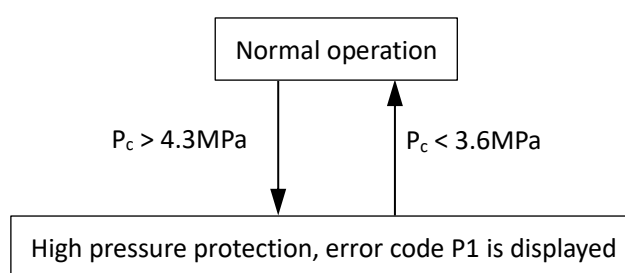 Normal operation
P𝖼 > 4.3MPa
P𝖼 < 3.6MPa
High pressure protection, error code P1 is displayed